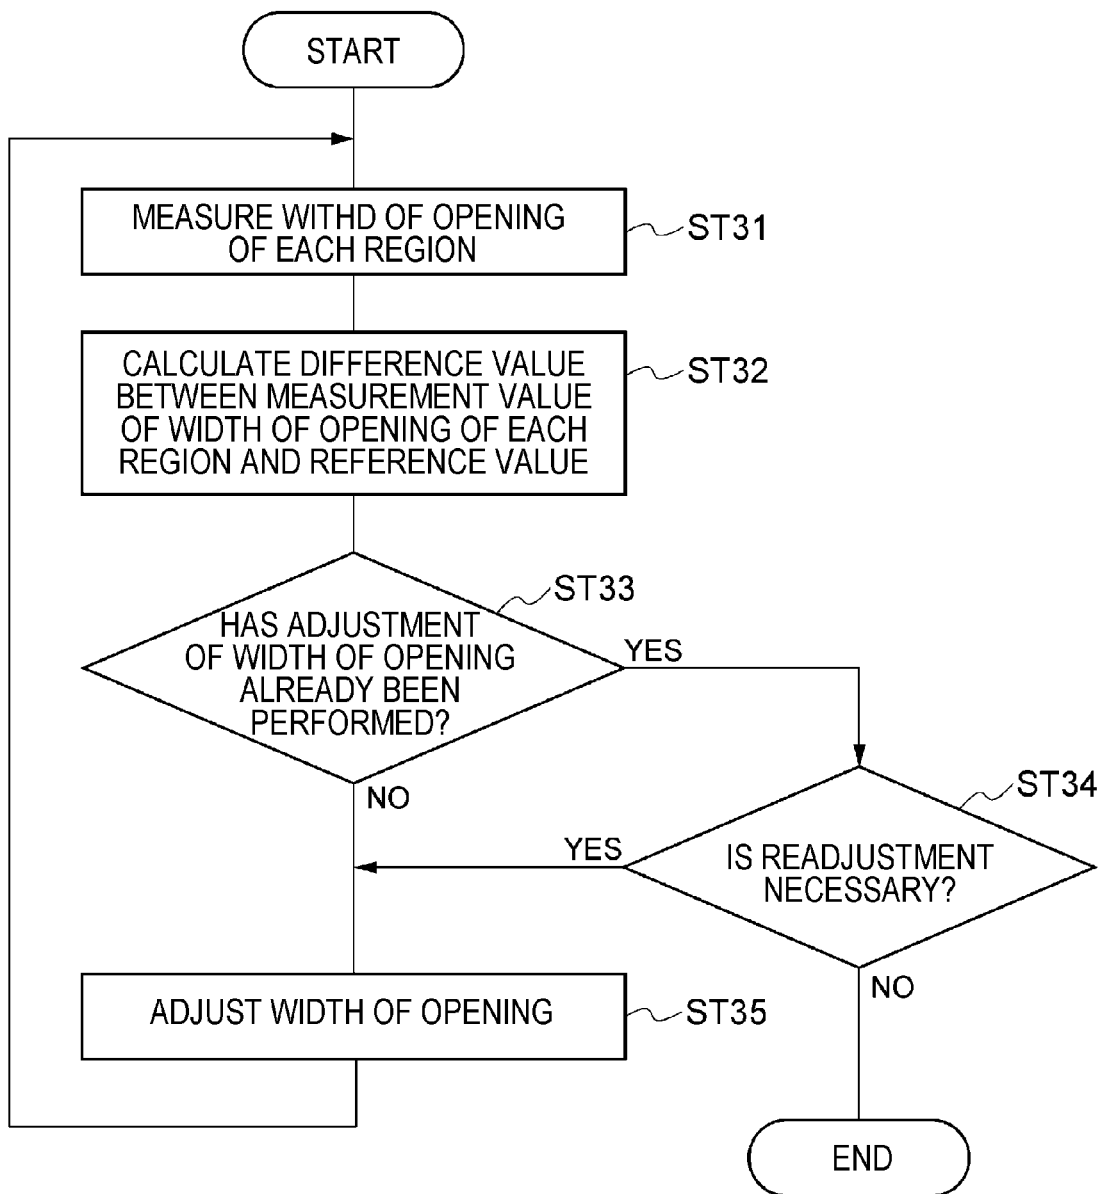 START
MEASURE WITHD OF OPENING
OF EACH REGION
ST31
CALCULATE DIFFERENCE VALUE
BETWEEN MEASUREMENT VALUE
OF WIDTH OF OPENING OF EACH
REGION AND REFERENCE VALUE
ST32
ST33
HAS ADJUSTMENT
OF WIDTH OF OPENING
ALREADY BEEN
PERFORMED?
YES
NO
ST34
YES
IS READJUSTMENT
NECESSARY?
NO
ADJUST WIDTH OF OPENING
ST35
END